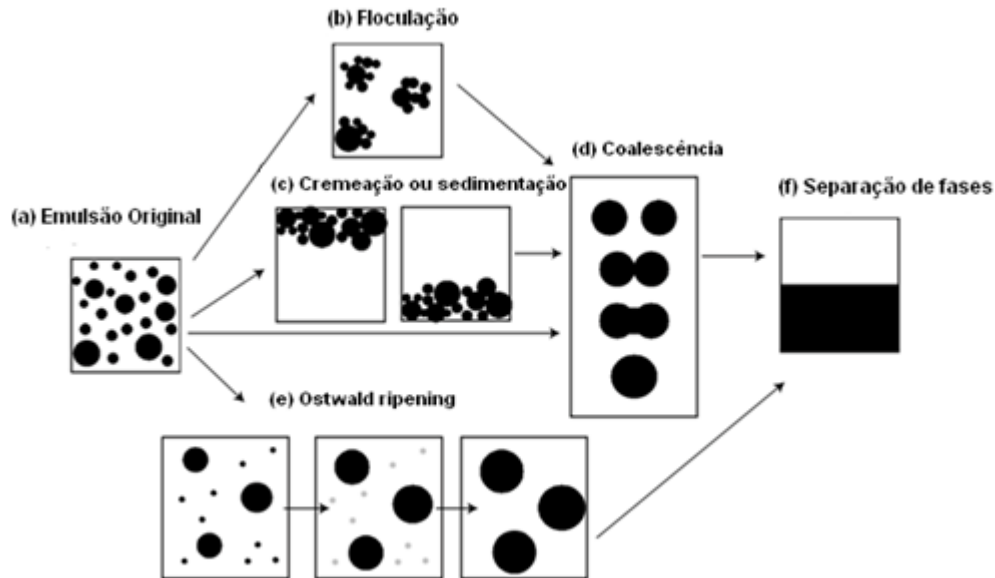 (b) Floculação
(d) Coalescência
(c) Cremeação ou sedimentação
(f) Separação de fases
(a) Emulsão Original
(e) Ostwald ripening